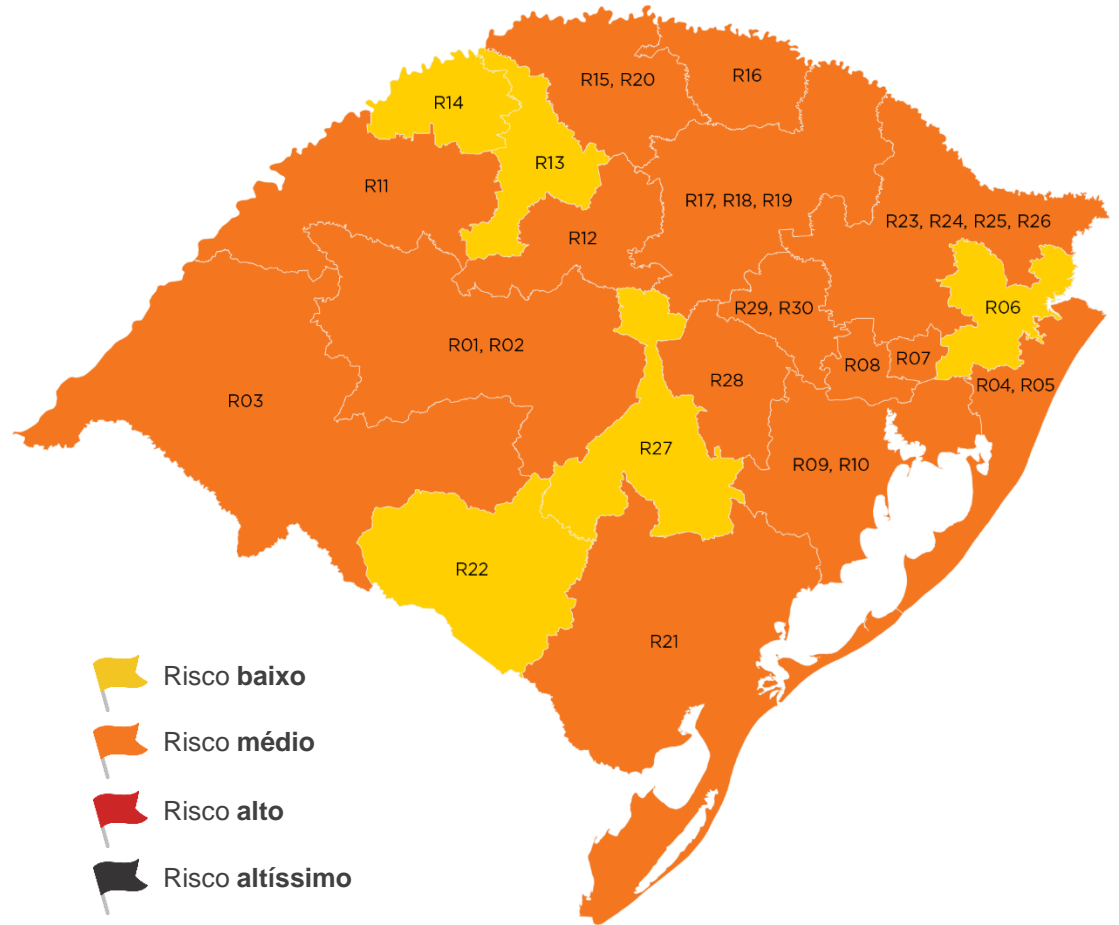 R15, R20
R16
R14
R13
R11
R17, R18, R19
R23, R24, R25, R26
R12
R29, R30
R06
R01, R02
R08
R07
R28
R04, R05
R03
R27
R09, R10
R22
R21
Risco baixo
Risco médio
Risco alto
Risco altíssimo